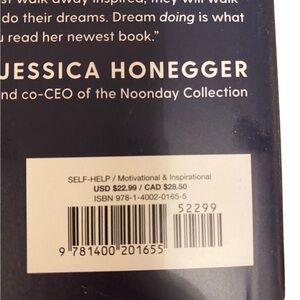 st walk away inspired, they will walk
do their dreams. Dream doing is what
u read her newest book."
JESSICA HONEGGER
nd co-CEO of the Noonday Collection
SELF-HELP / Motivational & Inspirational
USD $22.99 / CAD $28.50
ISBN 978-1-4002-0165-5
52299
9 781400 201655